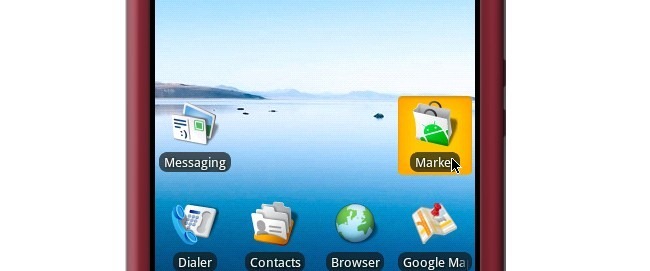 Messaging
Marke
Dialer
Contacts
Browser
Google Ma